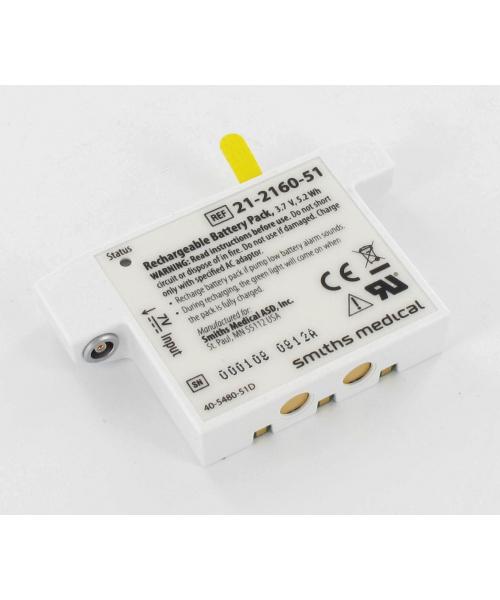 REF 21-2160-51
Rechargeable Battery Pack, 3.7 V, 5.2 Wh
WARNING: Read instructions before use. Do not short
circuit or dispose of in fire. Do not disassemble. Use
only with specified AC adaptor.
• Recharge battery pack if pump low battery alarm sounds.
• During recharging, the green light will come on when
the pack is fully charged.
Manufactured for
Smiths Medical ASD, Inc.
St. Paul, MN 55112 USA
Status
7V
Input
CE
SN 000108 0812A
smiths medical
40-5480-51D